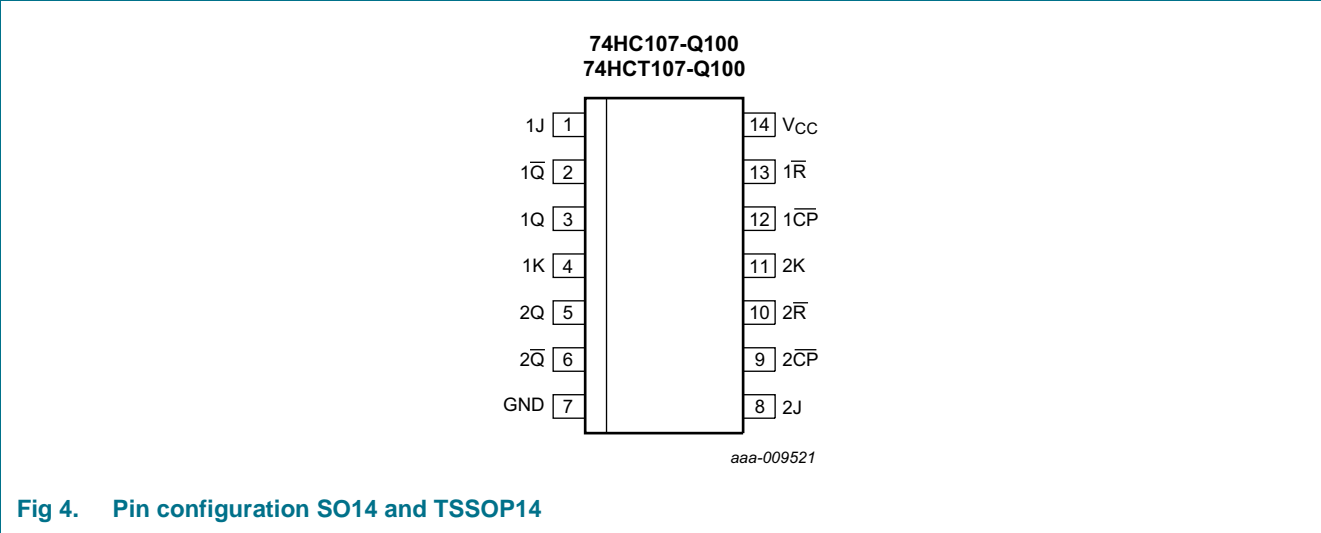 74HC107-Q100
74HCT107-Q100
1J 1 14 VCC
1Q̅ 2 13 1R̅
1Q 3 12 1C̅P̅
1K 4 11 2K
2Q 5 10 2R̅
2Q̅ 6 9 2C̅P̅
GND 7 8 2J
aaa-009521
Fig 4. Pin configuration SO14 and TSSOP14